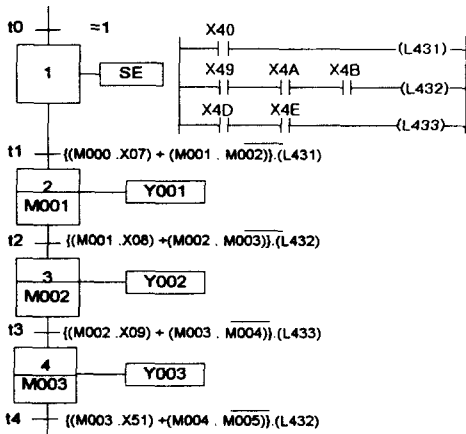 t0 =1
1 SE
X40
(L431)
X49 X4A X4B
(L432)
X4D X4E
(L433)
t1 {(M000 .X07) + (M001 . M002)}.(L431)
2
M001 Y001
t2 {(M001 .X08) +(M002 . M003)}.(L432)
3
M002 Y002
t3 {(M002 .X09) + (M003 . M004)}.(L433)
4
M003 Y003
t4 {(M003 .X51) +(M004 . M005)}.(L432)